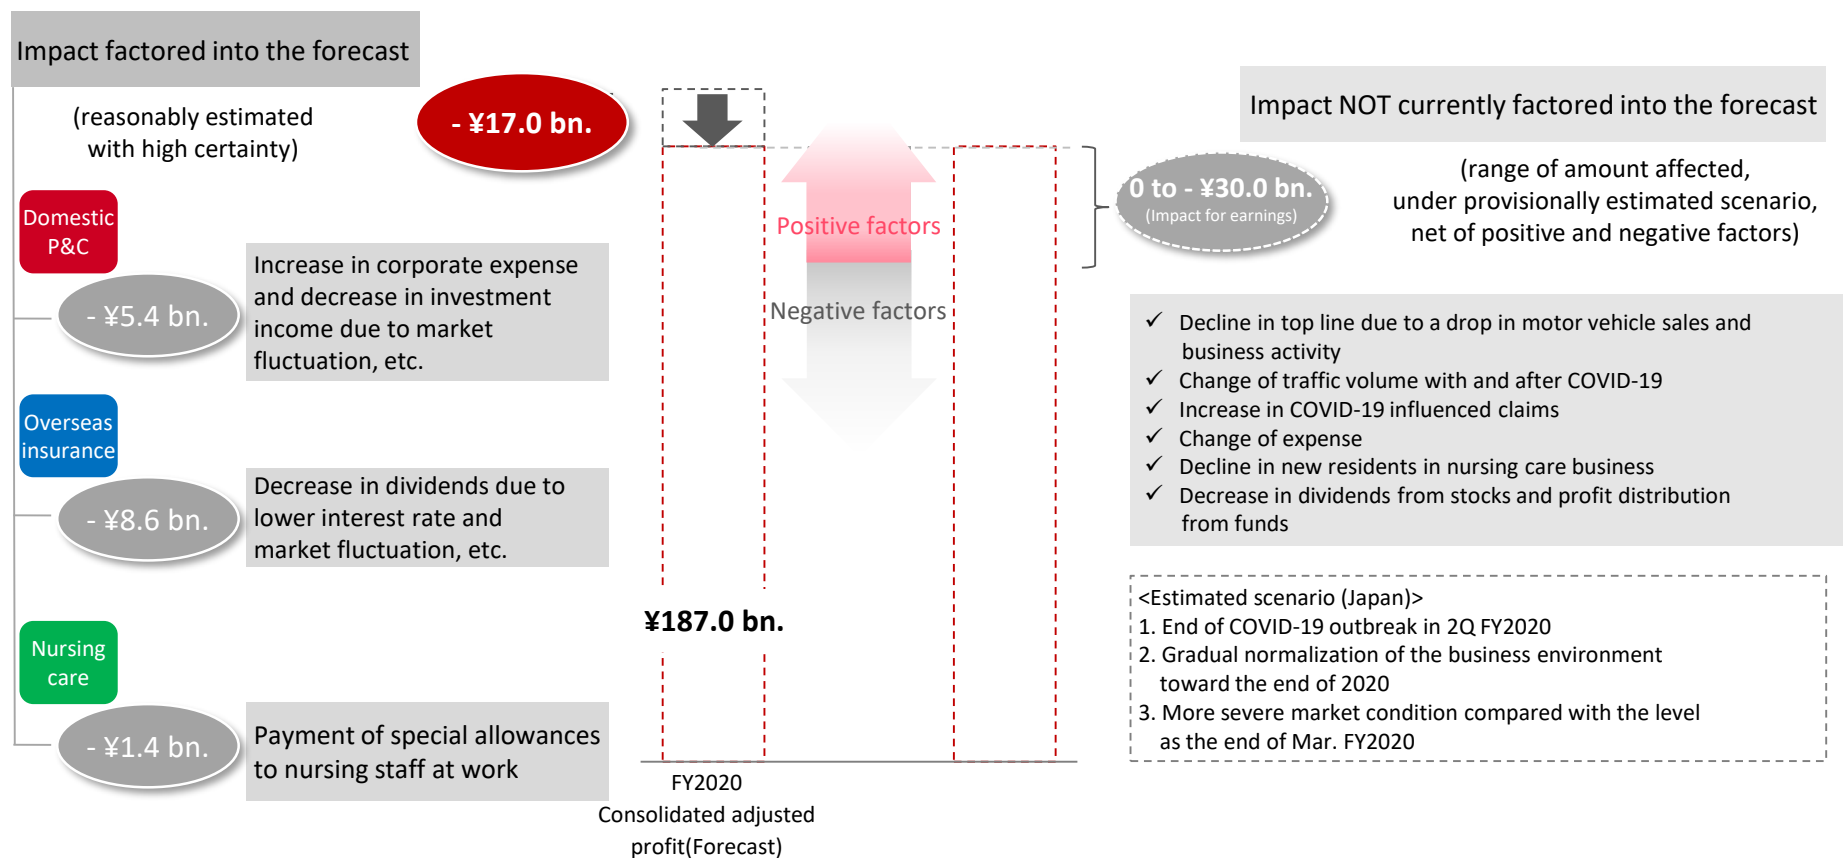 Impact factored into the forecast
(reasonably estimated
with high certainty)
- ¥17.0 bn.
Domestic
P&C
- ¥5.4 bn.
Increase in corporate expense
and decrease in investment
income due to market
fluctuation, etc.
Overseas
insurance
- ¥8.6 bn.
Decrease in dividends due to
lower interest rate and
market fluctuation, etc.
Nursing
care
- ¥1.4 bn.
Payment of special allowances
to nursing staff at work
Positive factors
Negative factors
¥187.0 bn.
FY2020
Consolidated adjusted
profit(Forecast)
Impact NOT currently factored into the forecast
0 to - ¥30.0 bn.
(Impact for earnings)
(range of amount affected,
under provisionally estimated scenario,
net of positive and negative factors)
✓ Decline in top line due to a drop in motor vehicle sales and
business activity
✓ Change of traffic volume with and after COVID-19
✓ Increase in COVID-19 influenced claims
✓ Change of expense
✓ Decline in new residents in nursing care business
✓ Decrease in dividends from stocks and profit distribution
from funds
<Estimated scenario (Japan)>
1. End of COVID-19 outbreak in 2Q FY2020
2. Gradual normalization of the business environment
toward the end of 2020
3. More severe market condition compared with the level
as the end of Mar. FY2020